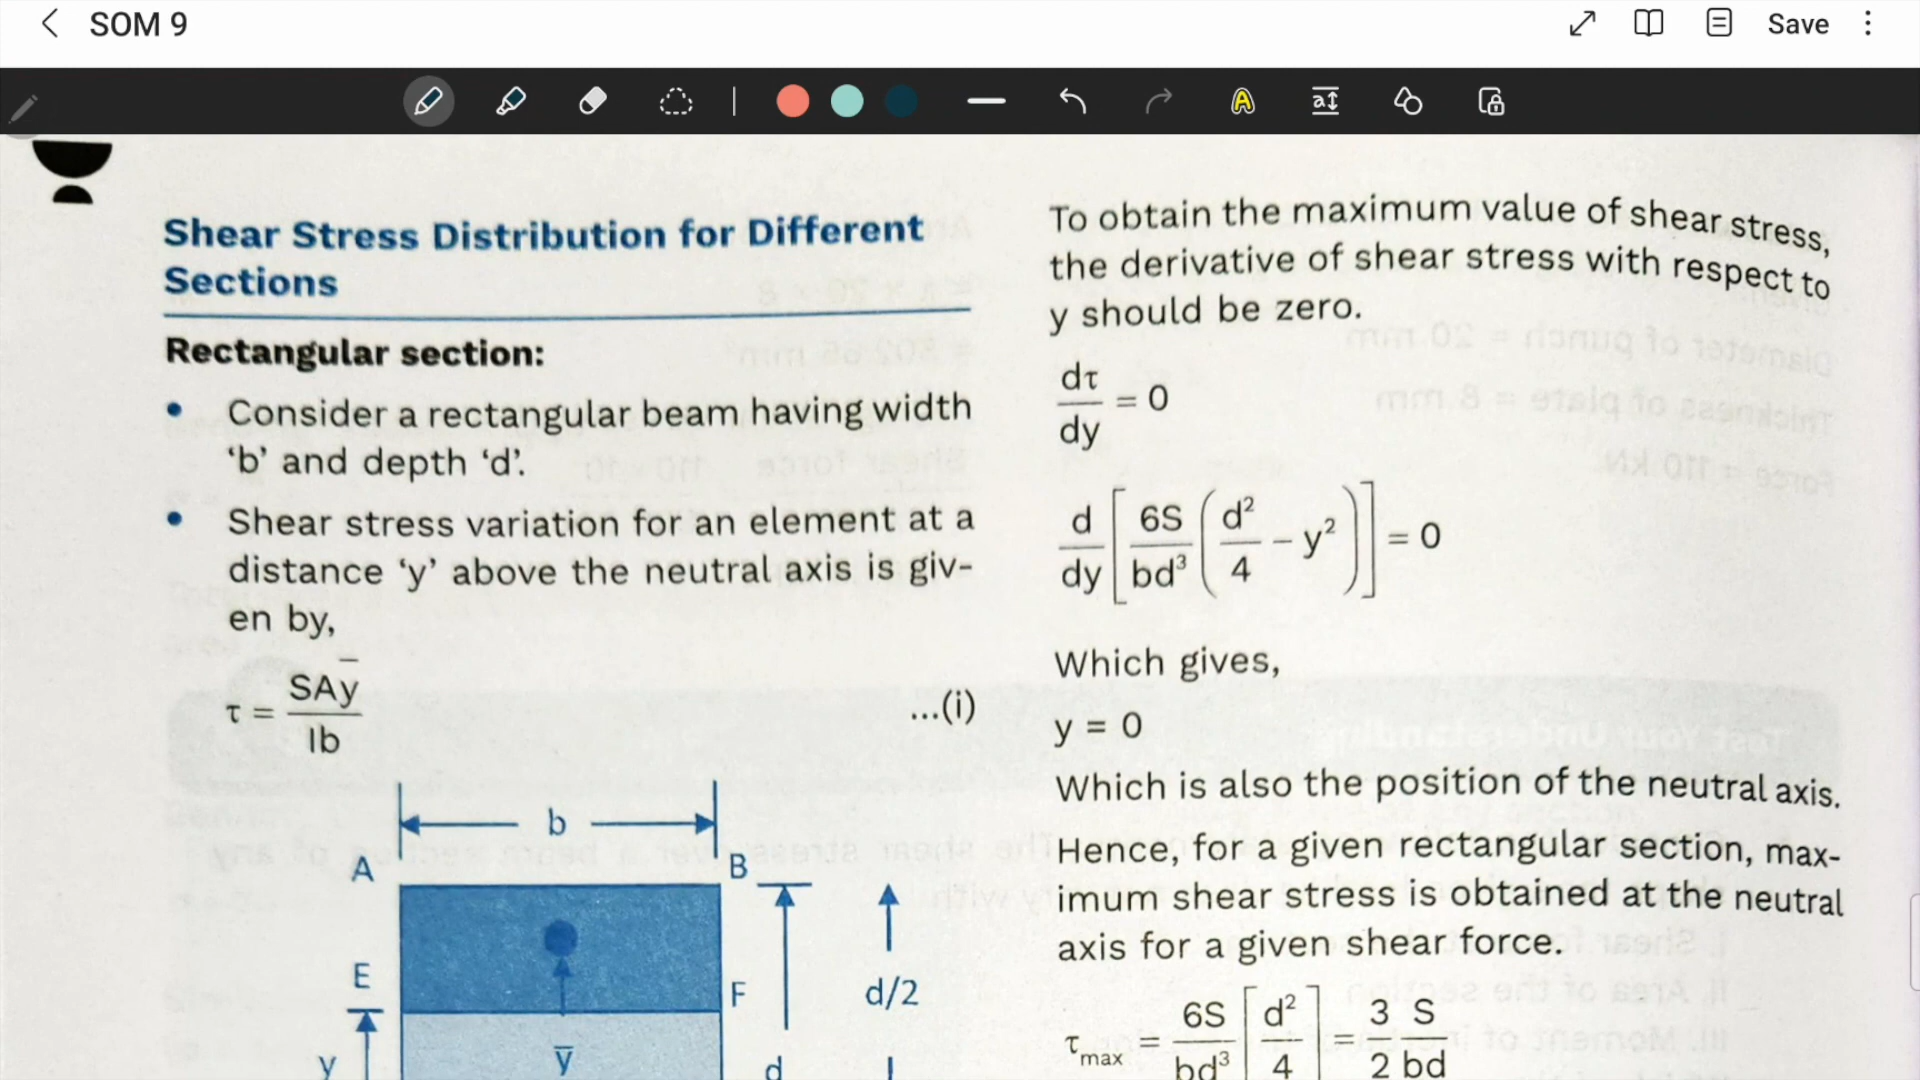 SOM 9
Save
A
a
Shear Stress Distribution for Different
Sections
Rectangular section:
• Consider a rectangular beam having width
‘b’ and depth ‘d’.
• Shear stress variation for an element at a
distance ‘y’ above the neutral axis is giv-
en by,
τ = SAȳ / Ib ...(i)
b
A
B
E
F
d/2
y
ȳ
d
To obtain the maximum value of shear stress,
the derivative of shear stress with respect to
y should be zero.
dτ/dy = 0
d/dy [ 6S/bd³ ( d²/4 − y² ) ] = 0
Which gives,
y = 0
Which is also the position of the neutral axis.
Hence, for a given rectangular section, max-
imum shear stress is obtained at the neutral
axis for a given shear force.
τmax = 6S/bd³ [ d²/4 ] = 3/2 S/bd